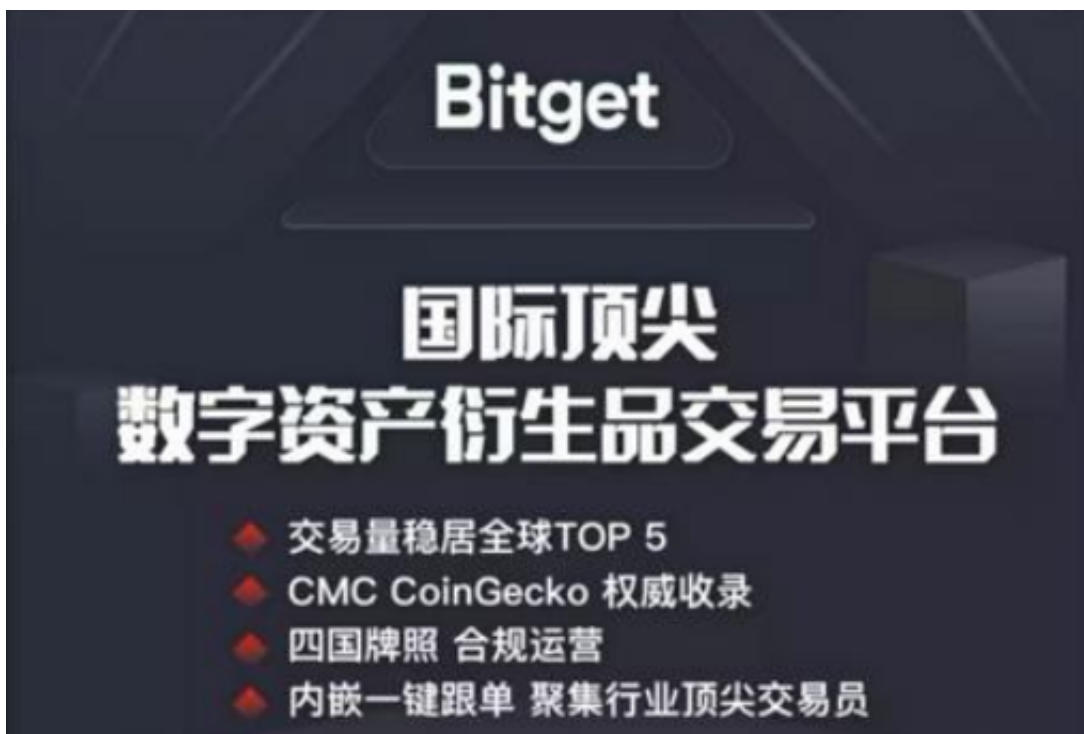 Bitget
国际顶尖
数字资产衍生品交易平台
交易量稳居全球TOP 5
CMC CoinGecko 权威收录
四国牌照 合规运营
内嵌一键跟单 聚集行业顶尖交易员